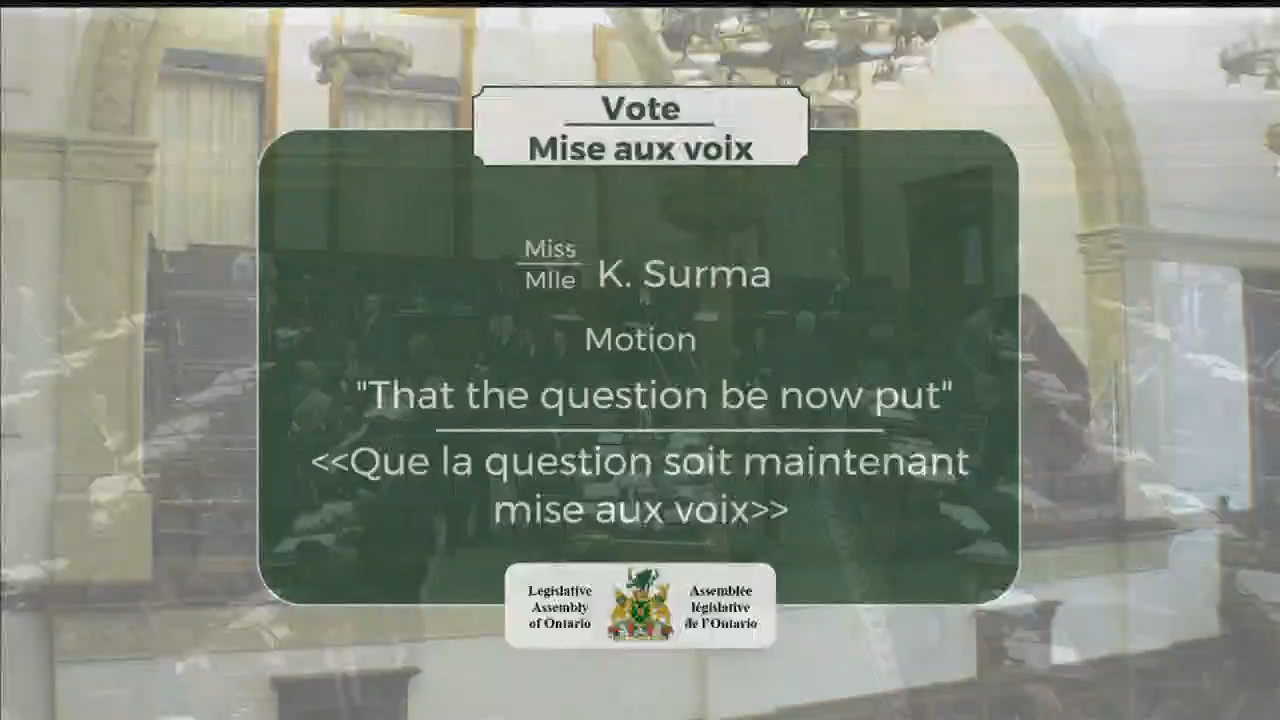 Vote
Mise aux voix
Miss
Mlle
K. Surma
Motion
"That the question be now put"
<<Que la question soit maintenant
mise aux voix>>
Legislative
Assembly
of Ontario
Assemblée
législative
de l'Ontario